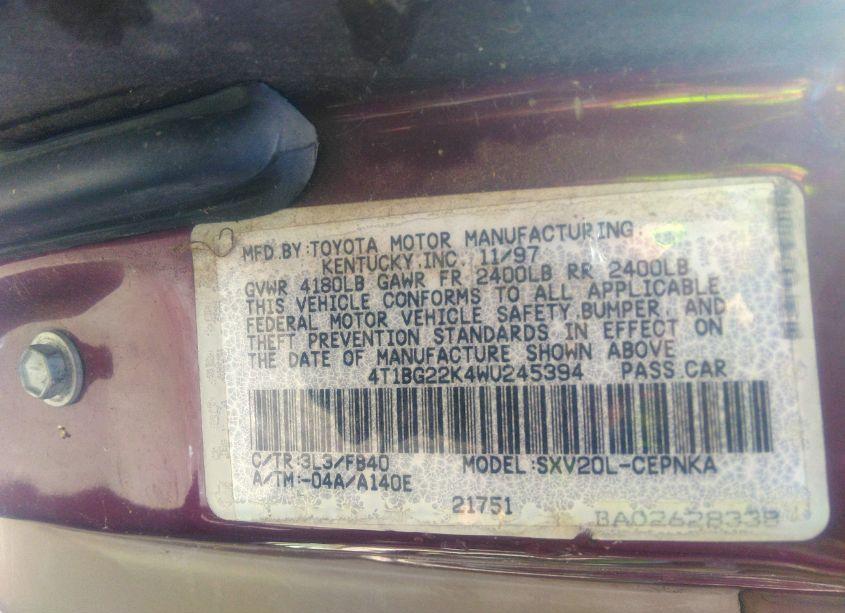 MFD.BY:TOYOTA MOTOR MANUFACTURING
KENTUCKY.INC. 11/97
GVWR 4180LB GAWR FR 2400LB RR 2400LB
THIS VEHICLE CONFORMS TO ALL APPLICABLE
FEDERAL MOTOR VEHICLE SAFETY,BUMPER, AND
THEFT PREVENTION STANDARDS IN EFFECT ON
THE DATE OF MANUFACTURE SHOWN ABOVE
4T1BG22K4WU245394 PASS.CAR
C/TR:3L3/FB40 MODEL:SXV20L-CEPNKA
A/TM:-04A/A140E
21751
BA0262833B